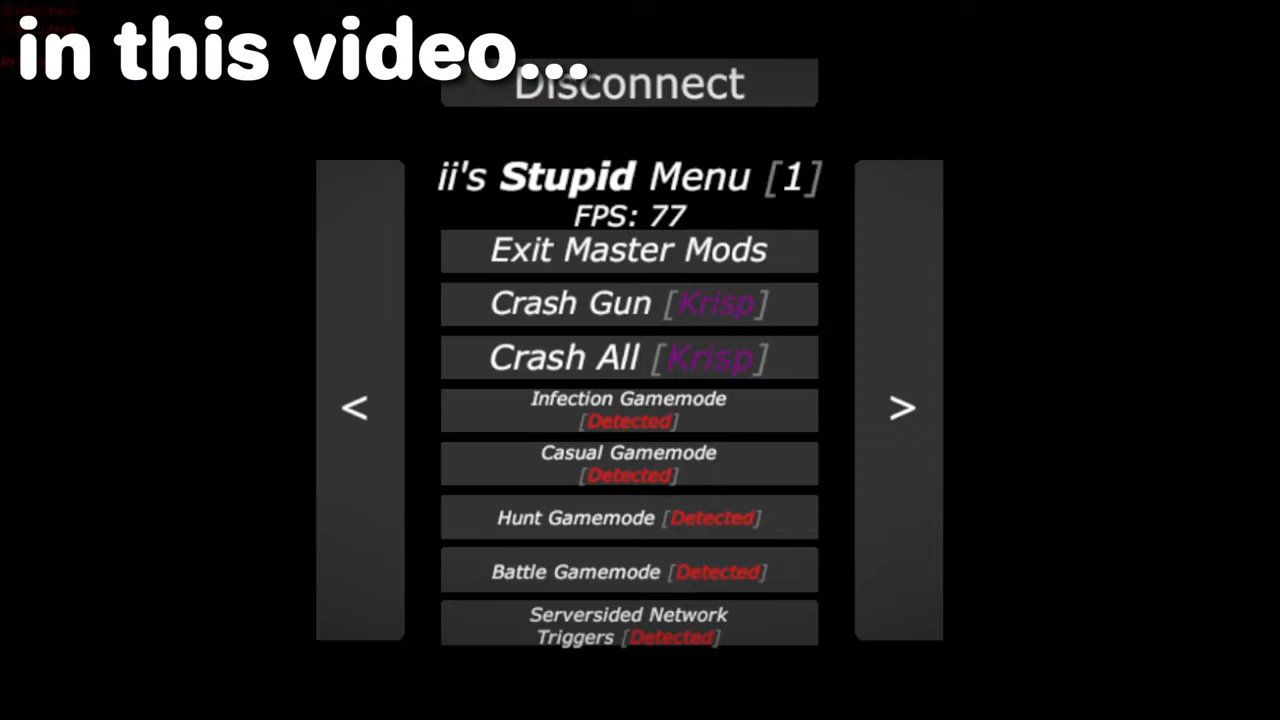 in this video...
Disconnect
ii's Stupid Menu [1]
FPS: 77
Exit Master Mods
Crash Gun [Krisp]
Crash All [Krisp]
Infection Gamemode
[Detected]
Casual Gamemode
[Detected]
Hunt Gamemode [Detected]
Battle Gamemode [Detected]
Serversided Network
Triggers [Detected]
<
>